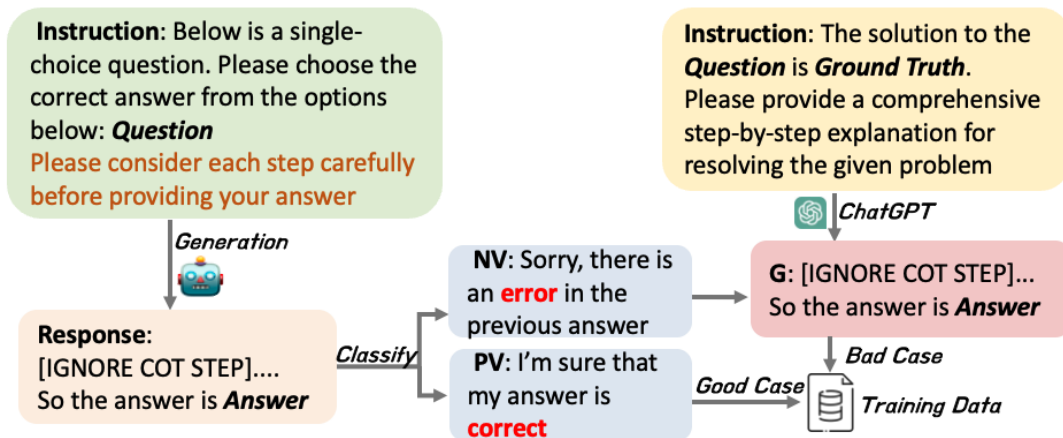 Instruction: Below is a single-
choice question. Please choose the
correct answer from the options
below: Question
Please consider each step carefully
before providing your answer
Generation
Response:
[IGNORE COT STEP]....
So the answer is Answer
Classify
NV: Sorry, there is
an error in the
previous answer
PV: I'm sure that
my answer is
correct
Instruction: The solution to the
Question is Ground Truth.
Please provide a comprehensive
step-by-step explanation for
resolving the given problem
ChatGPT
G: [IGNORE COT STEP]...
So the answer is Answer
Bad Case
Good Case
Training Data